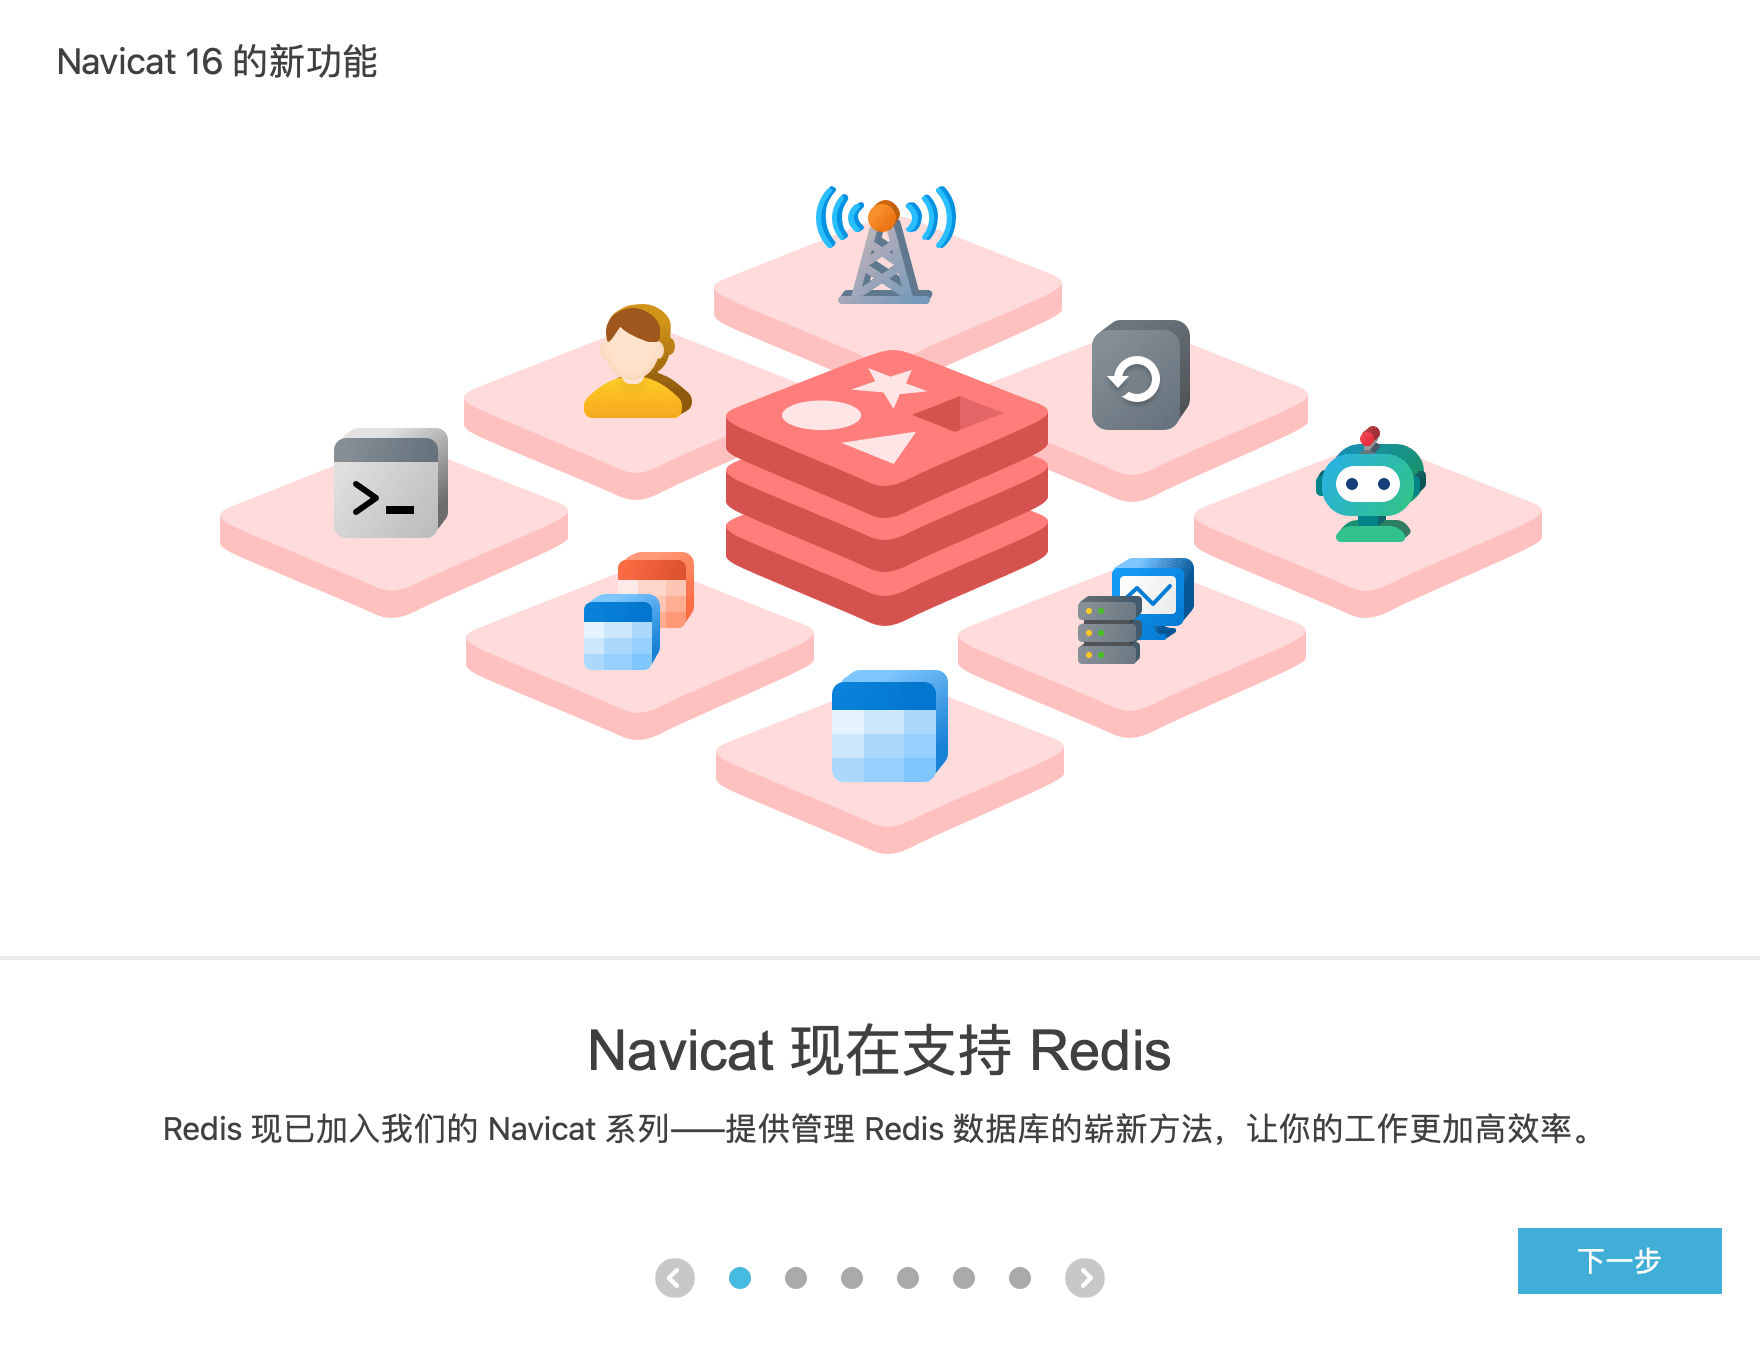 Navicat 16 的新功能
>_
Navicat 现在支持 Redis
Redis 现已加入我们的 Navicat 系列——提供管理 Redis 数据库的崭新方法，让你的工作更加高效率。
下一步